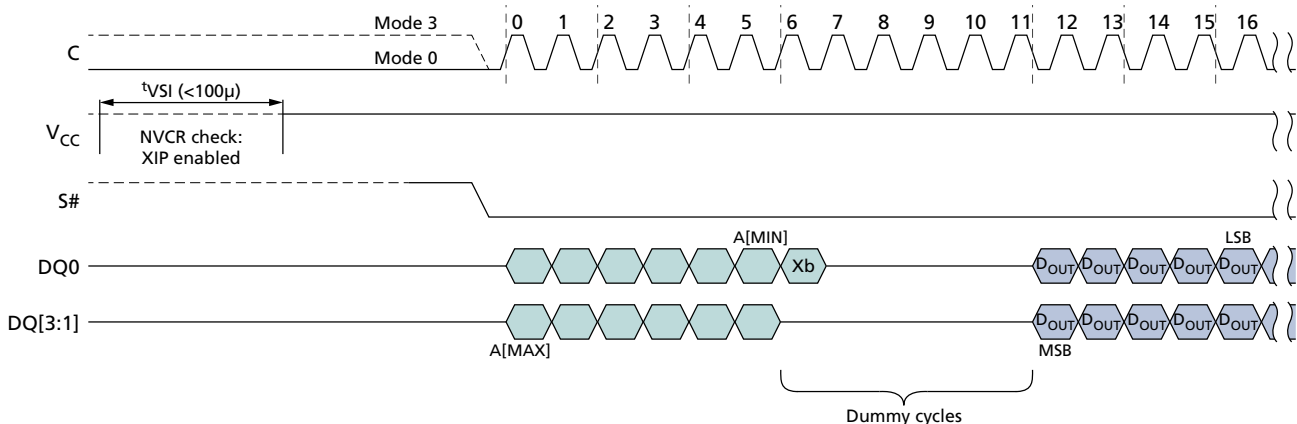 Mode 3
0 1 2 3 4 5 6 7 8 9 10 11 12 13 14 15 16
C
Mode 0
tVSI (<100µ)
VCC
NVCR check:
XIP enabled
S#
A[MIN]
LSB
DQ0
Xb
DOUT DOUT DOUT DOUT DOUT
DQ[3:1]
DOUT DOUT DOUT DOUT DOUT
A[MAX]
MSB
Dummy cycles